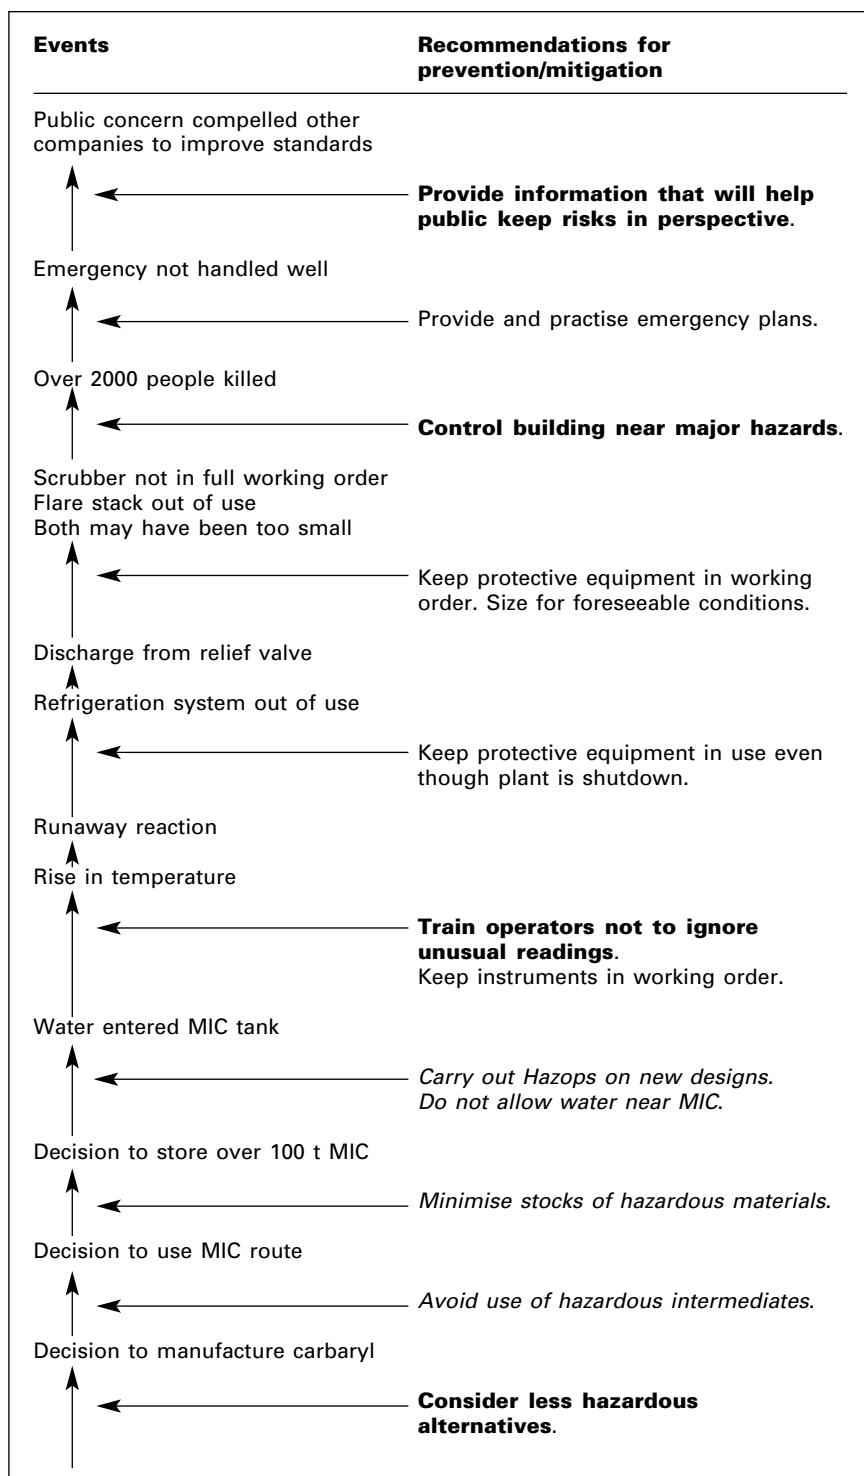 Events
Recommendations for
prevention/mitigation
Public concern compelled other
companies to improve standards
Provide information that will help
public keep risks in perspective.
Emergency not handled well
Provide and practise emergency plans.
Over 2000 people killed
Control building near major hazards.
Scrubber not in full working order
Flare stack out of use
Both may have been too small
Keep protective equipment in working
order. Size for foreseeable conditions.
Discharge from relief valve
Refrigeration system out of use
Keep protective equipment in use even
though plant is shutdown.
Runaway reaction
Rise in temperature
Train operators not to ignore
unusual readings.
Keep instruments in working order.
Water entered MIC tank
Carry out Hazops on new designs.
Do not allow water near MIC.
Decision to store over 100 t MIC
Minimise stocks of hazardous materials.
Decision to use MIC route
Avoid use of hazardous intermediates.
Decision to manufacture carbaryl
Consider less hazardous
alternatives.